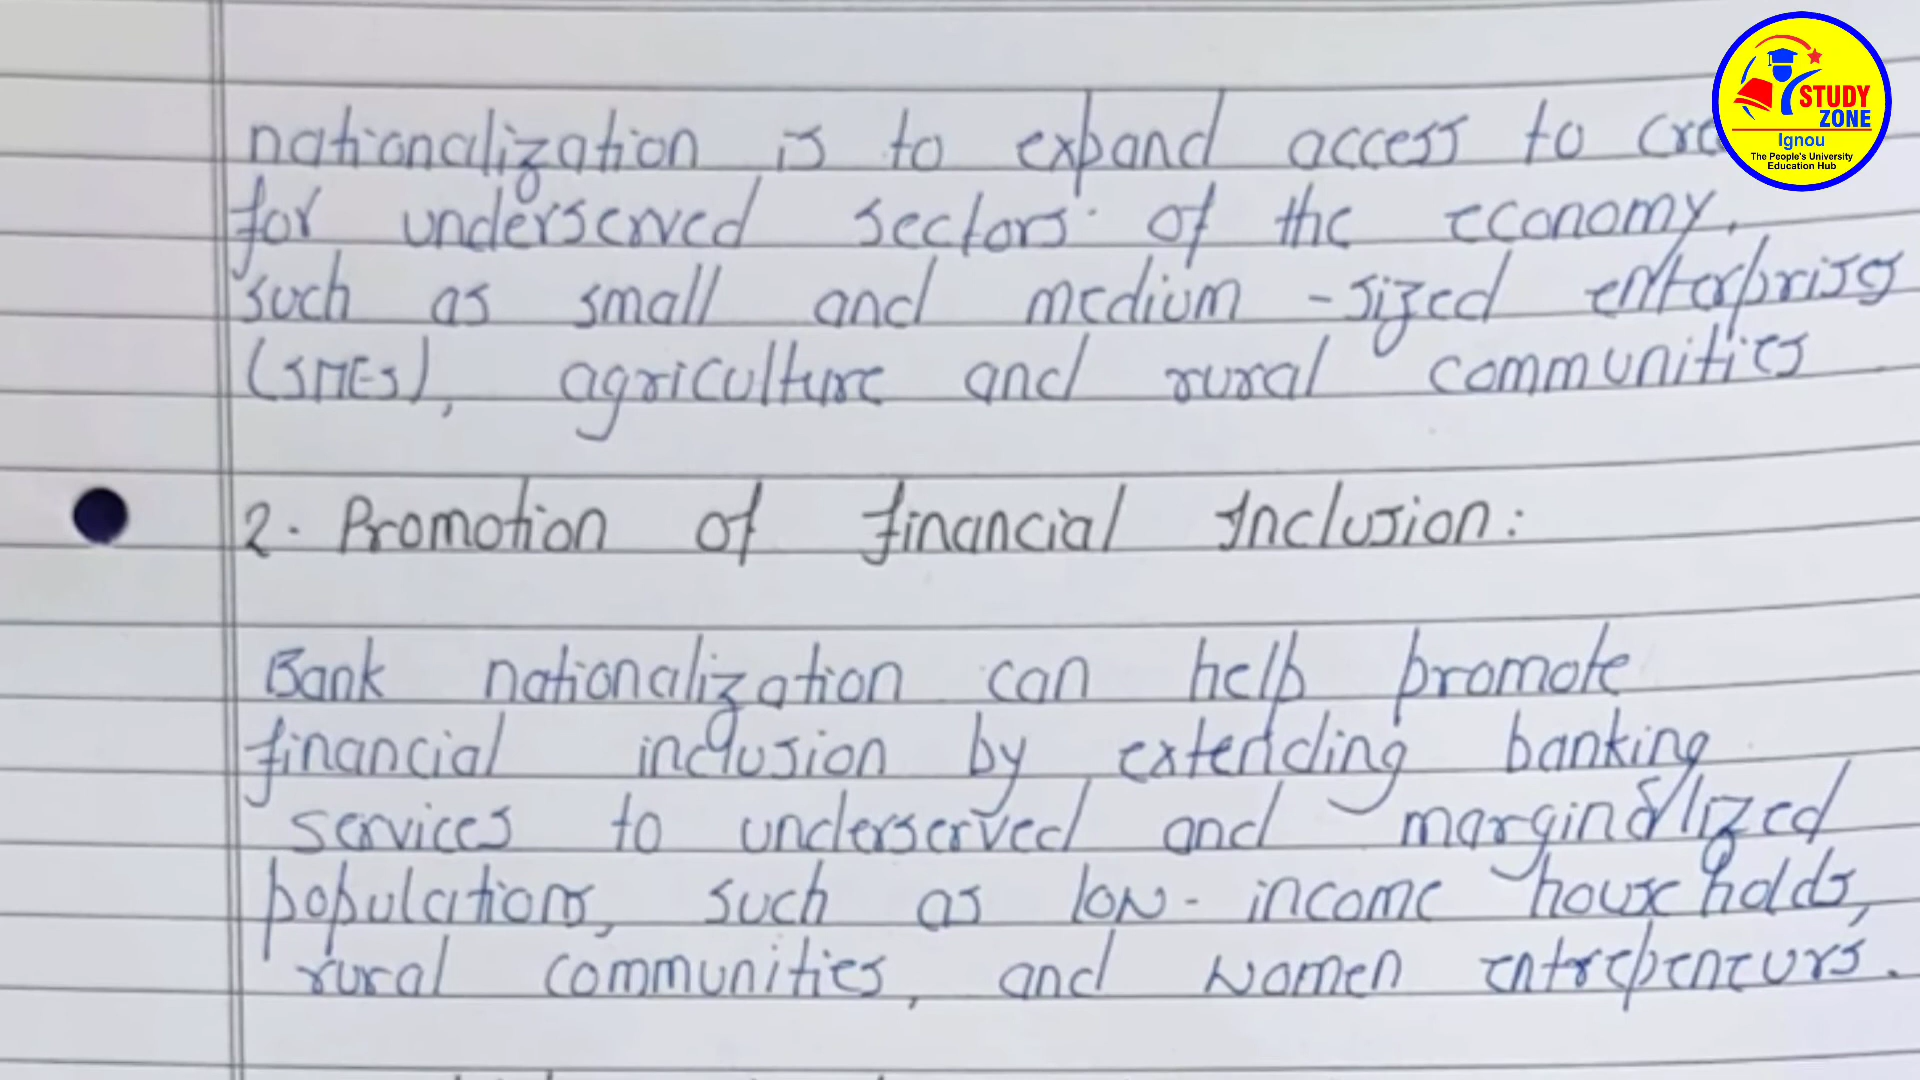 nationalization is to expand access to
for underserved sectors of the economy,
such as small and medium-sized enterprises
(SMEs), agriculture and rural communities
2. Promotion of financial Inclusion:
Bank nationalization can help promote
financial inclusion by extending banking
services to underserved and marginalized
populations, such as low-income households,
rural communities, and women entrepeneurs.
STUDY
ZONE
Ignou
The People's University
Education Hub